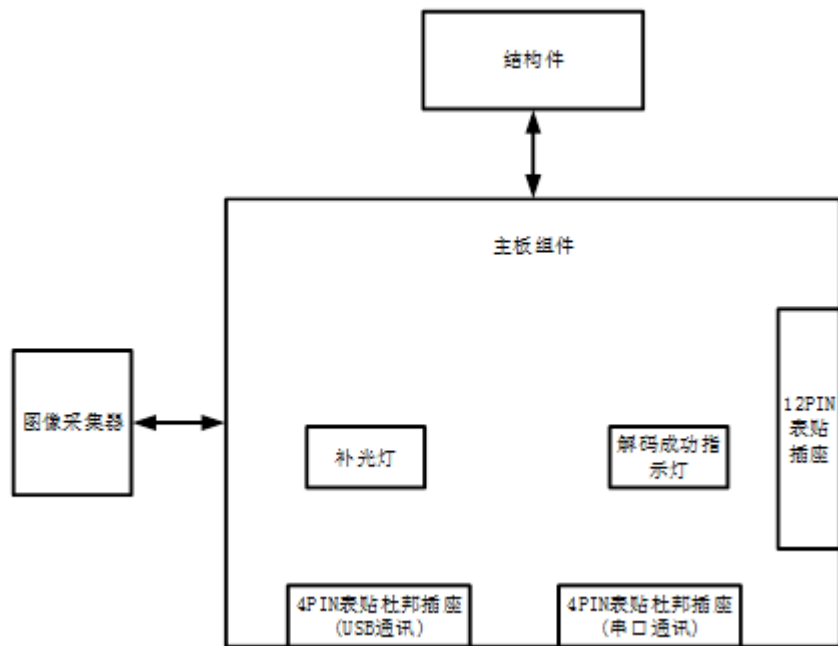 结构件
主板组件
图像采集器
补光灯
解码成功指
示灯
12PIN
表贴
插座
4PIN表贴杜邦插座
(USB通讯)
4PIN表贴杜邦插座
(串口通讯)